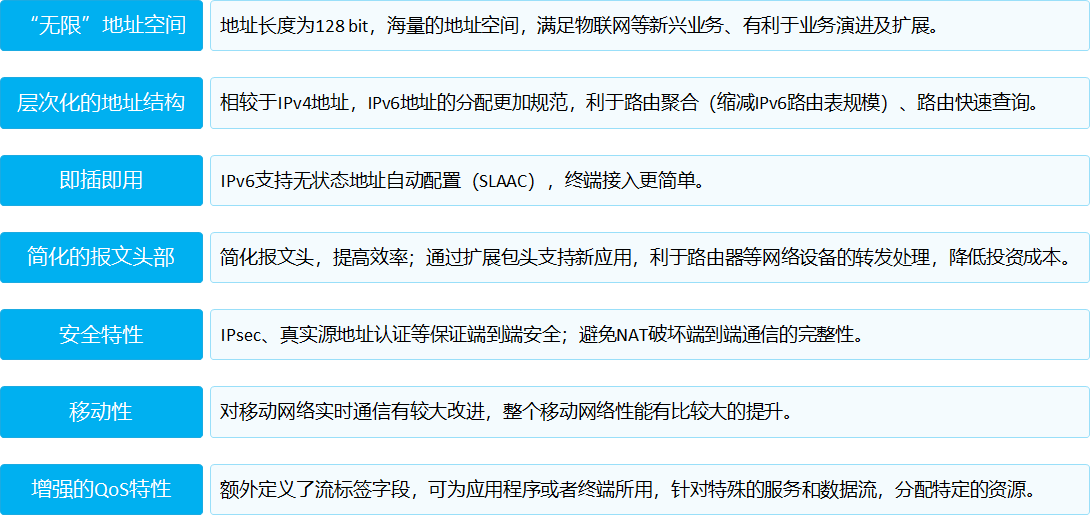 “无限”地址空间
地址长度为128 bit，海量的地址空间，满足物联网等新兴业务、有利于业务演进及扩展。
层次化的地址结构
相较于IPv4地址，IPv6地址的分配更加规范，利于路由聚合（缩减IPv6路由表规模）、路由快速查询。
即插即用
IPv6支持无状态地址自动配置（SLAAC），终端接入更简单。
简化的报文头部
简化报文头，提高效率；通过扩展包头支持新应用，利于路由器等网络设备的转发处理，降低投资成本。
安全特性
IPsec、真实源地址认证等保证端到端安全；避免NAT破坏端到端通信的完整性。
移动性
对移动网络实时通信有较大改进，整个移动网络性能有比较大的提升。
增强的QoS特性
额外定义了流标签字段，可为应用程序或者终端所用，针对特殊的服务和数据流，分配特定的资源。